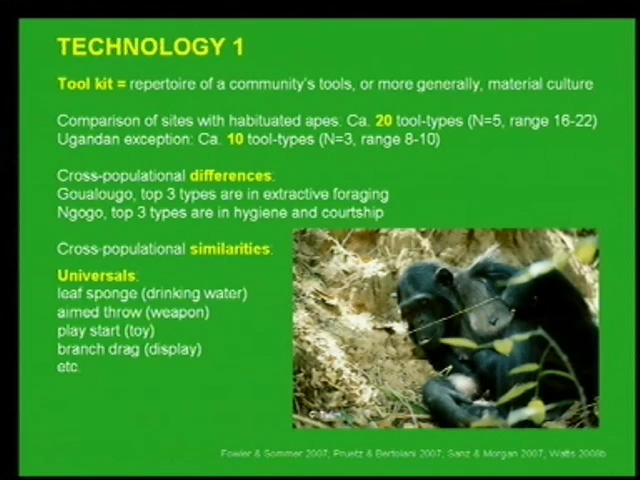 TECHNOLOGY 1
Tool kit = repertoire of a community's tools, or more generally, material culture
Comparison of sites with habituated apes: Ca. 20 tool-types (N=5, range 16-22)
Ugandan exception: Ca. 10 tool-types (N=3, range 8-10)
Cross-populational differences:
Goualougo, top 3 types are in extractive foraging
Ngogo, top 3 types are in hygiene and courtship
Cross-populational similarities:
Universals:
leaf sponge (drinking water)
aimed throw (weapon)
play start (toy)
branch drag (display)
etc.
Fowler & Sommer 2007; Pruetz & Bertolani 2007; Sanz & Morgan 2007; Watts 2008b